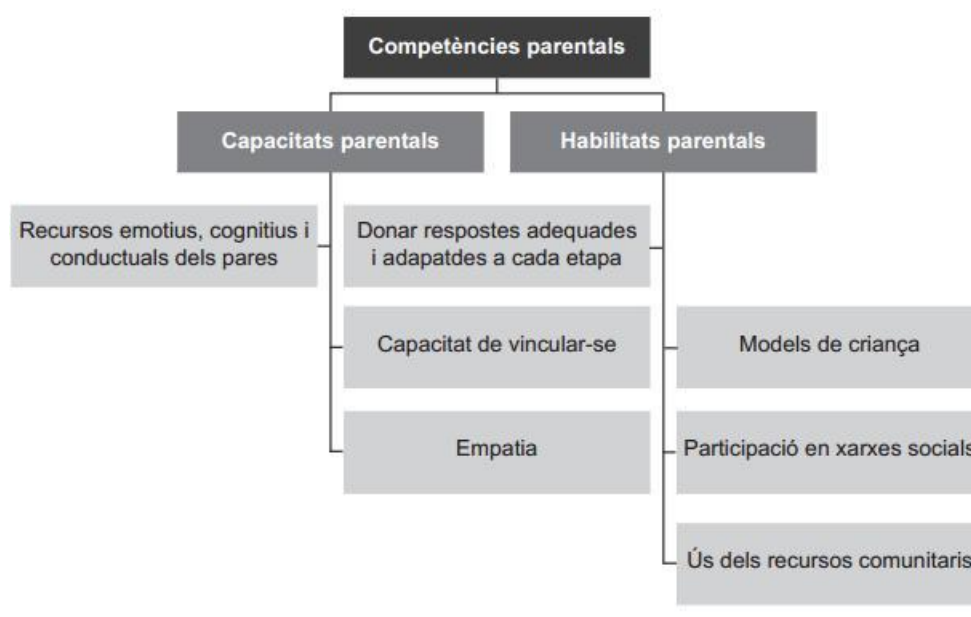 Competències parentals
Capacitats parentals
Habilitats parentals
Recursos emotius, cognitius i
conductuals dels pares
Donar respostes adequades
i adapatdes a cada etapa
Capacitat de vincular-se
Models de criança
Empatia
Participació en xarxes socials
Ús dels recursos comunitaris